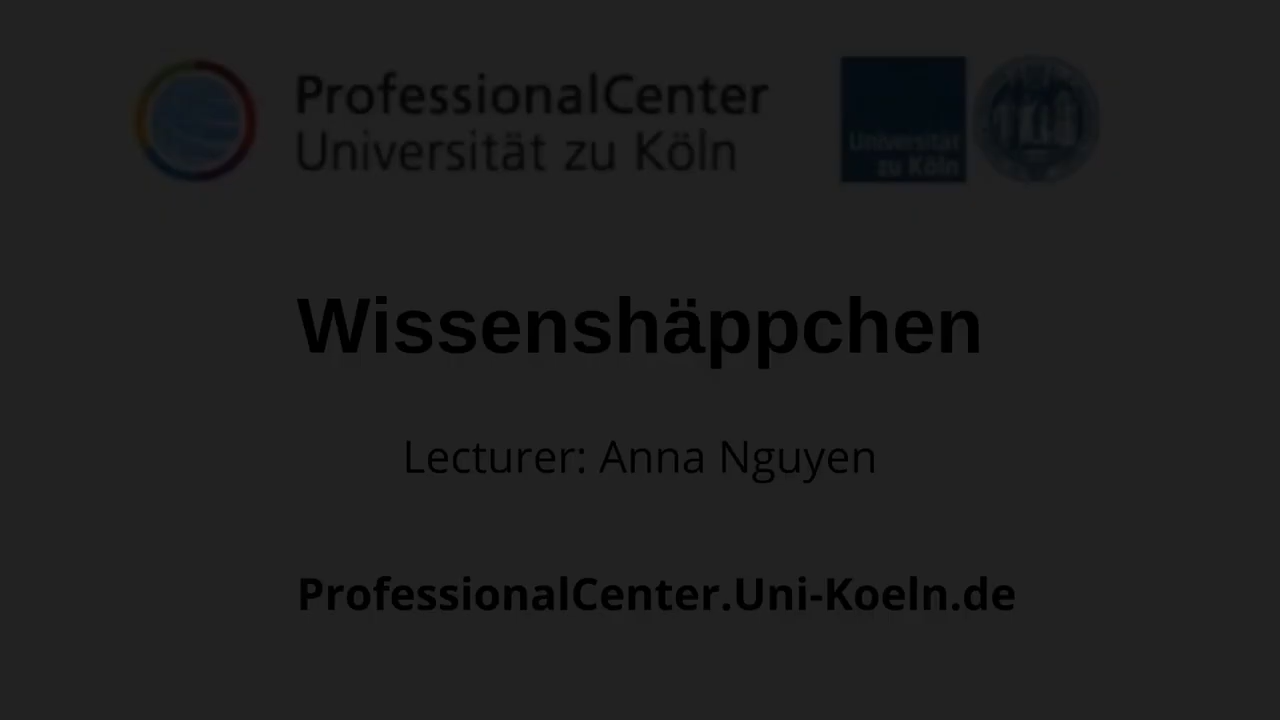 ProfessionalCenter
Universität zu Köln
Universität
zu Köln
Wissenshäppchen
Lecturer: Anna Nguyen
ProfessionalCenter.Uni-Koeln.de